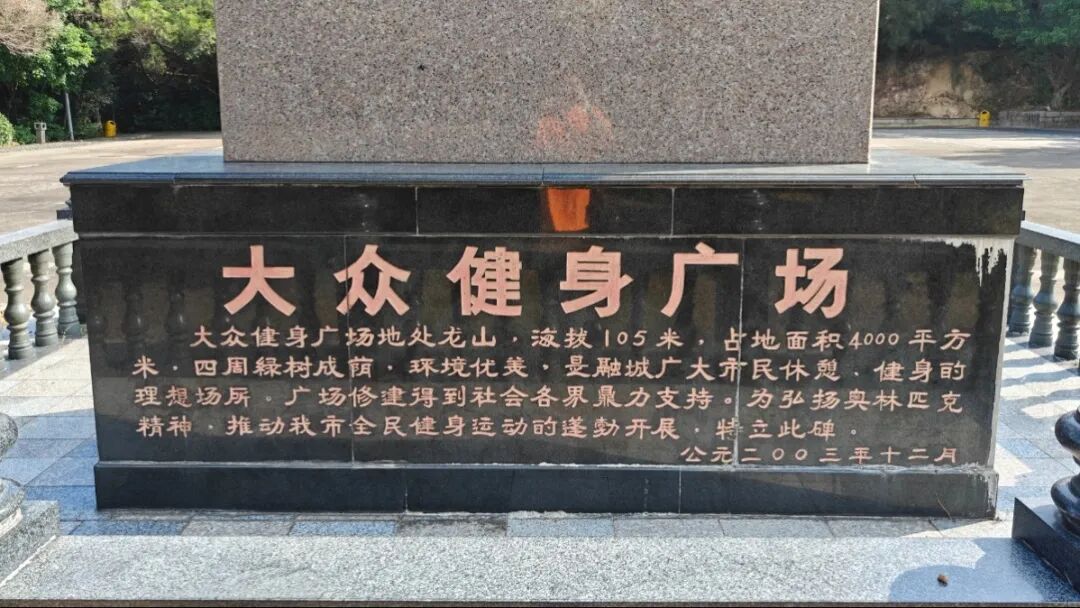 大众健身广场
大众健身广场地处龙山，海拔105米，占地面积4000平方
米，四周绿树成荫，环境优美，是融城广大市民休憩、健身的
理想场所。广场修建得到社会各界鼎力支持。为弘扬奥林匹克
精神，推动我市全民健身运动的蓬勃开展，特立此碑。
公元二〇〇三年十二月